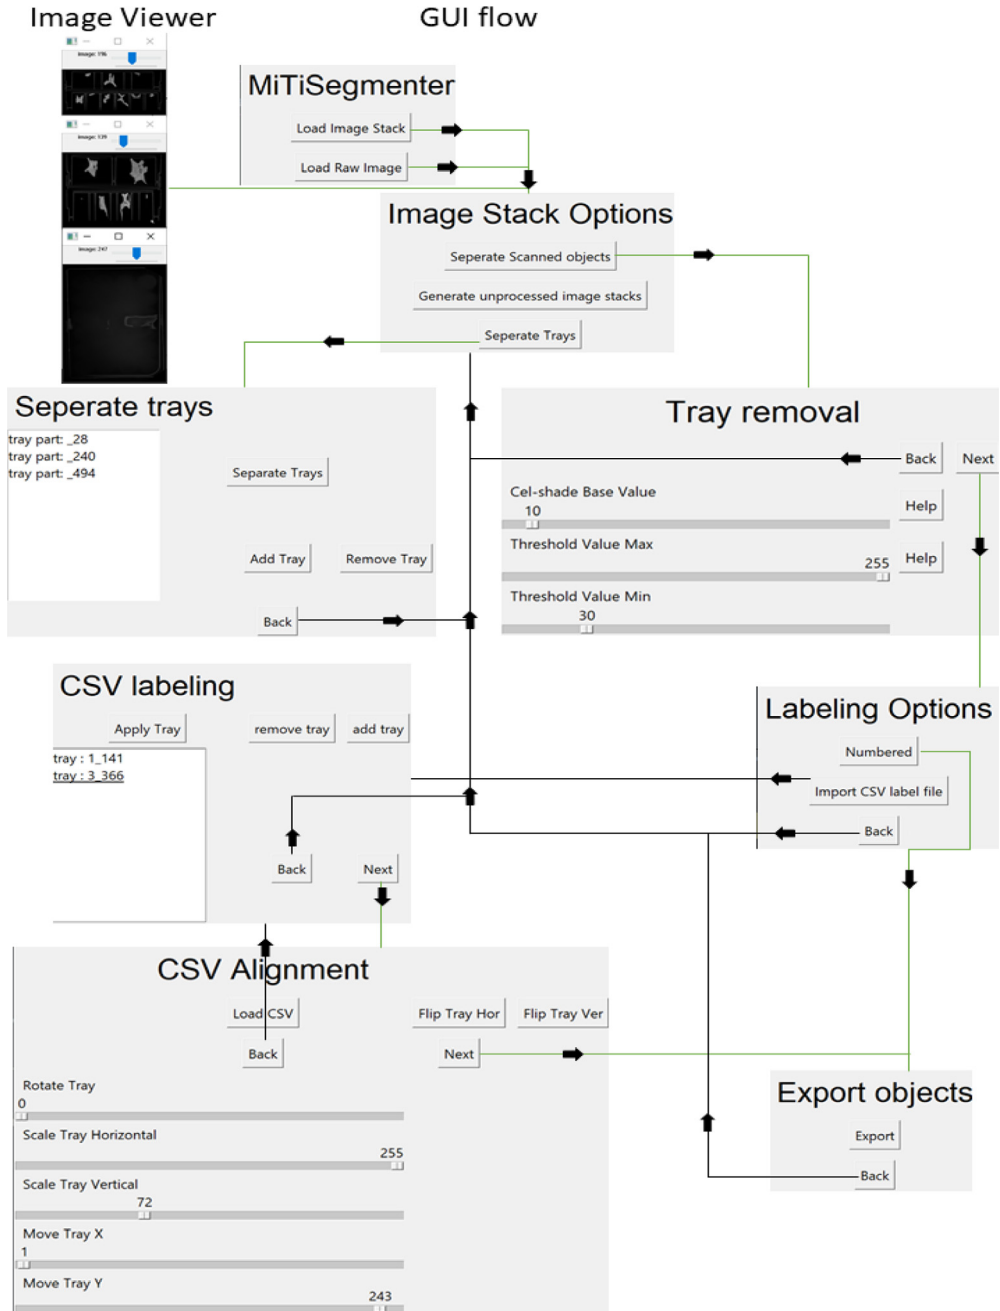 Image Viewer
GUI flow
Image: 196
Image: 139
Image: 247
MiTiSegmenter
Load Image Stack
Load Raw Image
Image Stack Options
Seperate Scanned objects
Generate unprocessed image stacks
Seperate Trays
Seperate trays
tray part: _28
tray part: _240
tray part: _494
Separate Trays
Add Tray
Remove Tray
Back
Tray removal
Back
Next
Cel-shade Base Value
10
Help
Threshold Value Max
255
Help
Threshold Value Min
30
CSV labeling
Apply Tray
remove tray
add tray
tray : 1_141
tray : 3_366
Back
Next
Labeling Options
Numbered
Import CSV label file
Back
CSV Alignment
Load CSV
Flip Tray Hor
Flip Tray Ver
Back
Next
Rotate Tray
0
Scale Tray Horizontal
255
Scale Tray Vertical
72
Move Tray X
1
Move Tray Y
243
Export objects
Export
Back